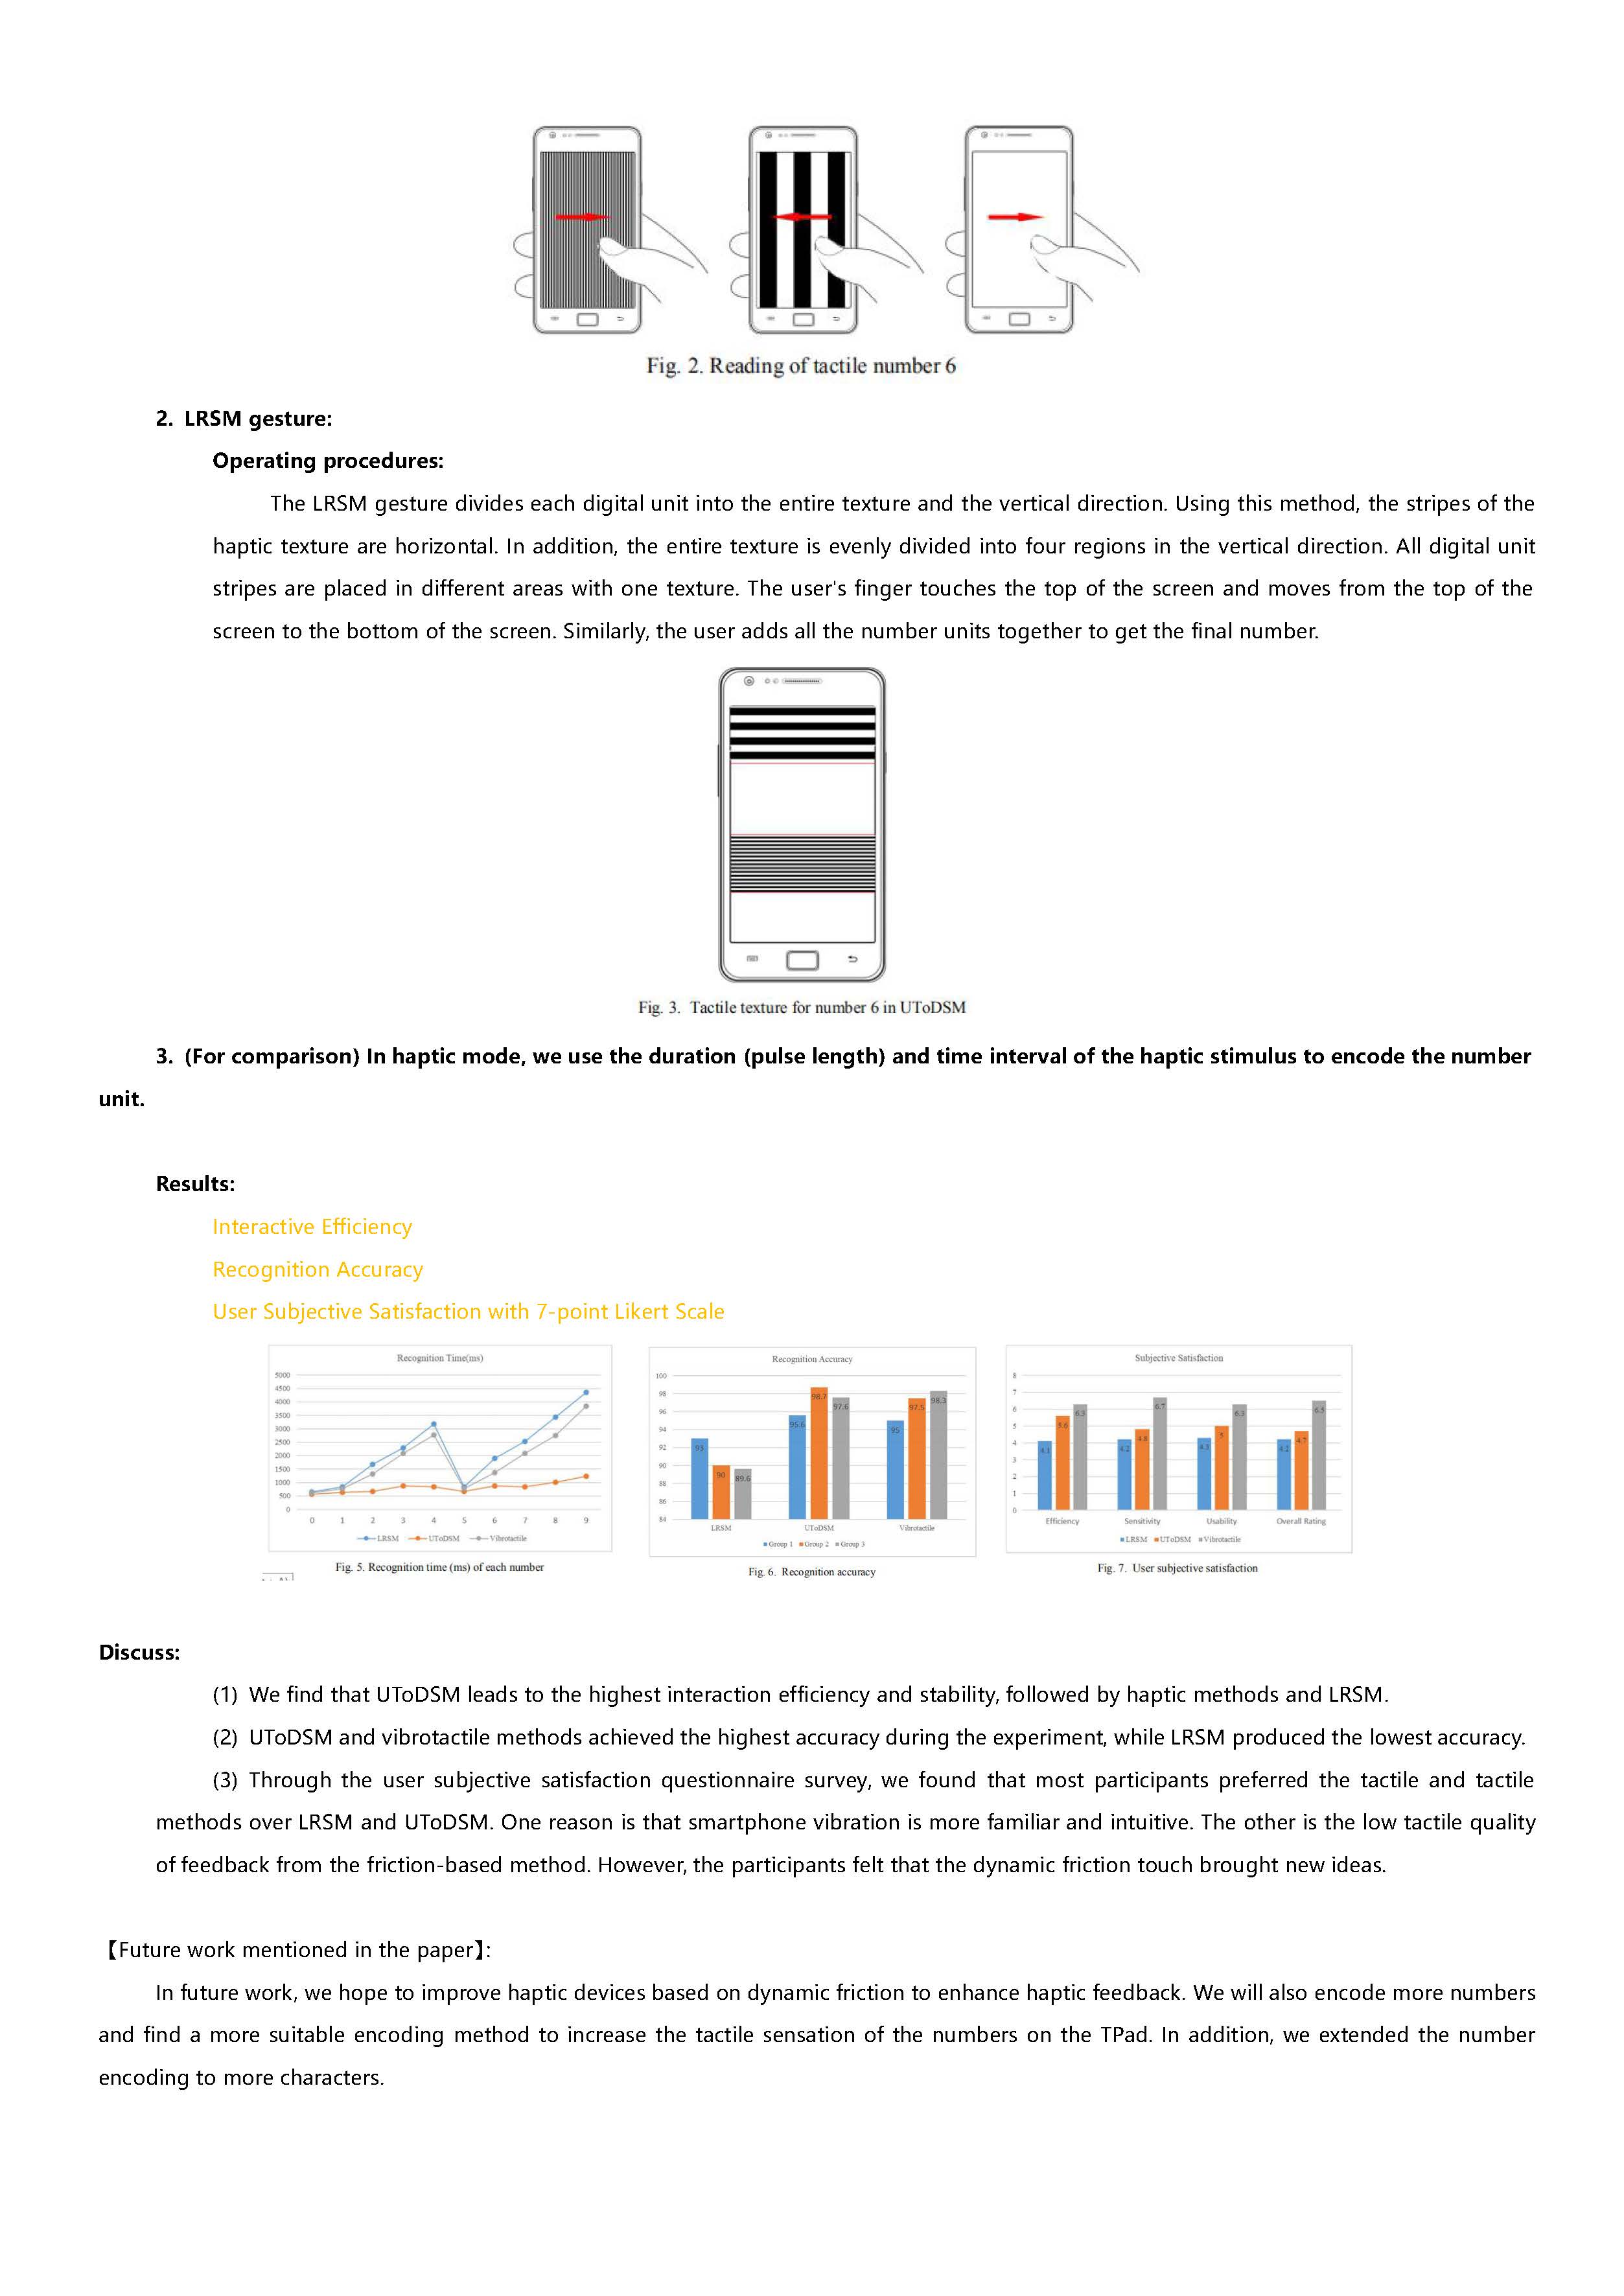 Fig. 2. Reading of tactile number 6
2. LRSM gesture:
Operating procedures:
The LRSM gesture divides each digital unit into the entire texture and the vertical direction. Using this method, the stripes of the
haptic texture are horizontal. In addition, the entire texture is evenly divided into four regions in the vertical direction. All digital unit
stripes are placed in different areas with one texture. The user's finger touches the top of the screen and moves from the top of the
screen to the bottom of the screen. Similarly, the user adds all the number units together to get the final number.
Fig. 3. Tactile texture for number 6 in UToDSM
3. (For comparison) In haptic mode, we use the duration (pulse length) and time interval of the haptic stimulus to encode the number
unit.
Results:
Interactive Efficiency
Recognition Accuracy
User Subjective Satisfaction with 7-point Likert Scale
Recognition Time(ms)
5000
4500
4000
3500
3000
2500
2000
1500
1000
500
0
0 1 2 3 4 5 6 7 8 9
LRSM UToDSM Vibrotactile
Fig. 5. Recognition time (ms) of each number
Recognition Accuracy
100
98
96
94
92
90
88
86
84
93 90 89.6
95.6 98.7 97.6
95 97.5 98.3
LRSM UToDSM Vibrotactile
Group 1 Group 2 Group 3
Fig. 6. Recognition accuracy
Subjective Satisfaction
8
7
6
5
4
3
2
1
0
4.1 5.6 6.3
4.2 4.8 6.7
4.3 5 6.3
4.2 4.7 6.5
Efficiency Sensitivity Usability Overall Rating
LRSM UToDSM Vibrotactile
Fig. 7. User subjective satisfaction
Discuss:
(1) We find that UToDSM leads to the highest interaction efficiency and stability, followed by haptic methods and LRSM.
(2) UToDSM and vibrotactile methods achieved the highest accuracy during the experiment, while LRSM produced the lowest accuracy.
(3) Through the user subjective satisfaction questionnaire survey, we found that most participants preferred the tactile and tactile
methods over LRSM and UToDSM. One reason is that smartphone vibration is more familiar and intuitive. The other is the low tactile quality
of feedback from the friction-based method. However, the participants felt that the dynamic friction touch brought new ideas.
【Future work mentioned in the paper】:
In future work, we hope to improve haptic devices based on dynamic friction to enhance haptic feedback. We will also encode more numbers
and find a more suitable encoding method to increase the tactile sensation of the numbers on the TPad. In addition, we extended the number
encoding to more characters.